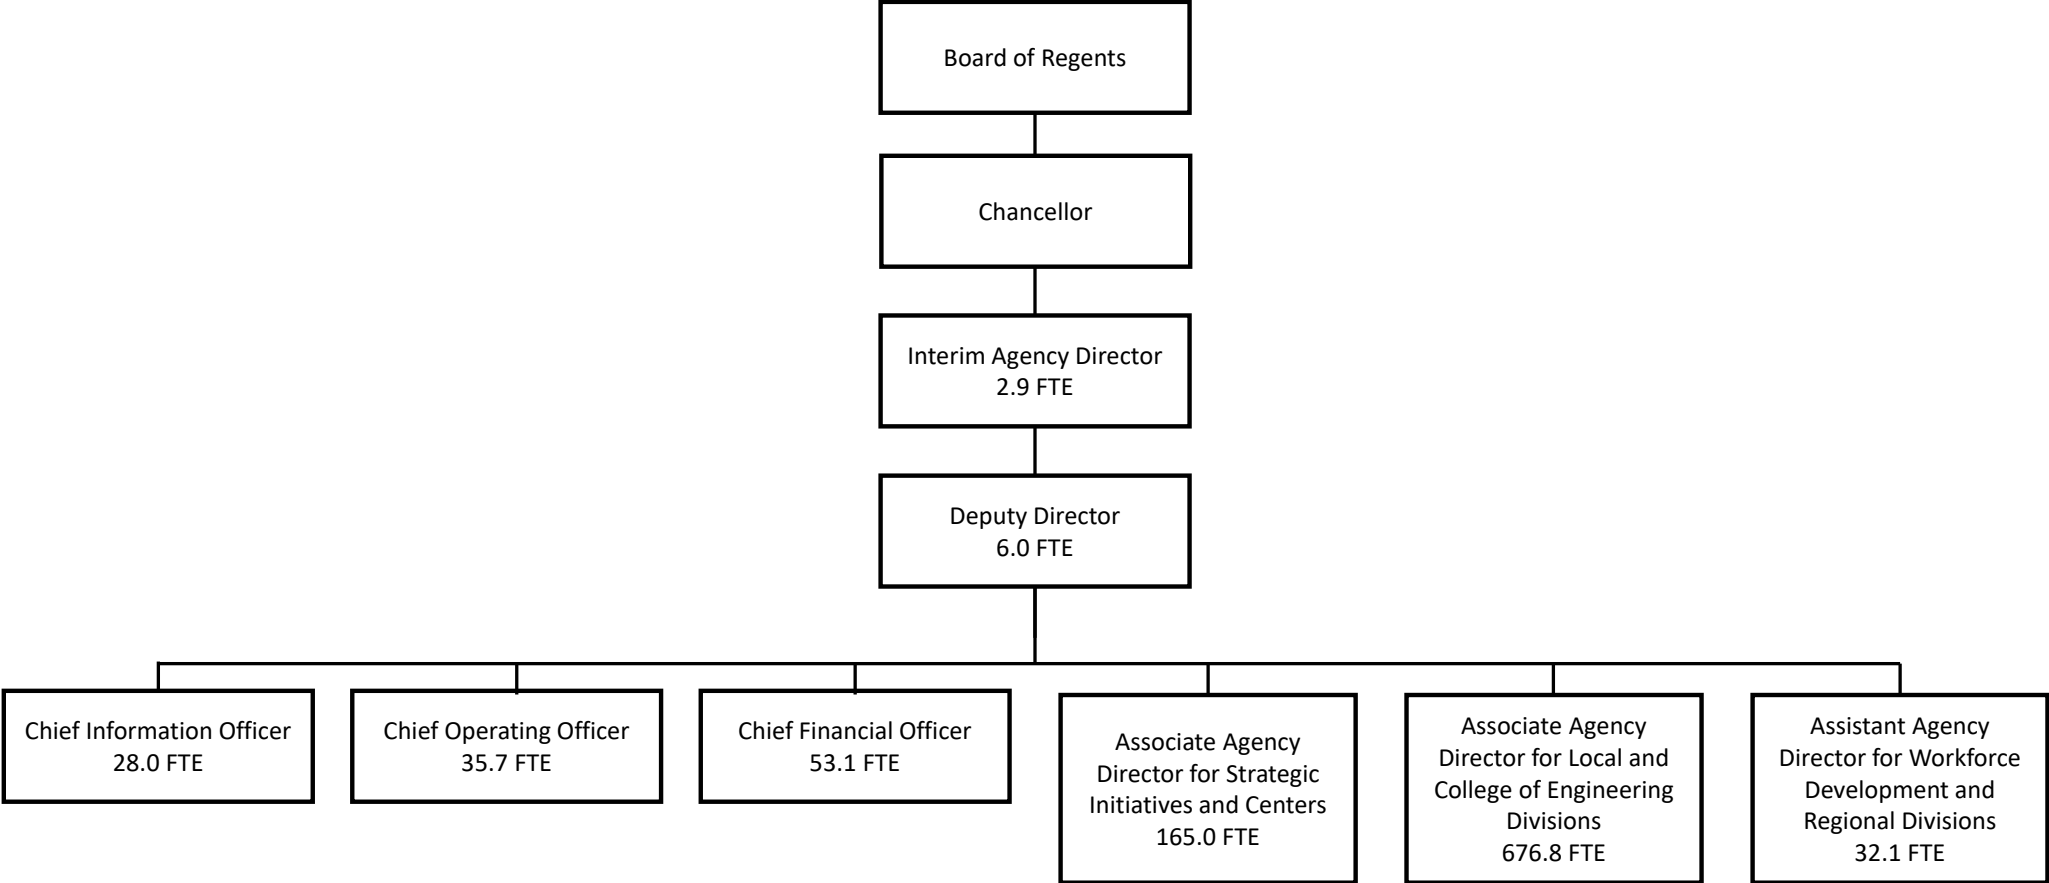 Board of Regents
Chancellor
Interim Agency Director
2.9 FTE
Deputy Director
6.0 FTE
Chief Information Officer
28.0 FTE
Chief Operating Officer
35.7 FTE
Chief Financial Officer
53.1 FTE
Associate Agency
Director for Strategic
Initiatives and Centers
165.0 FTE
Associate Agency
Director for Local and
College of Engineering
Divisions
676.8 FTE
Assistant Agency
Director for Workforce
Development and
Regional Divisions
32.1 FTE